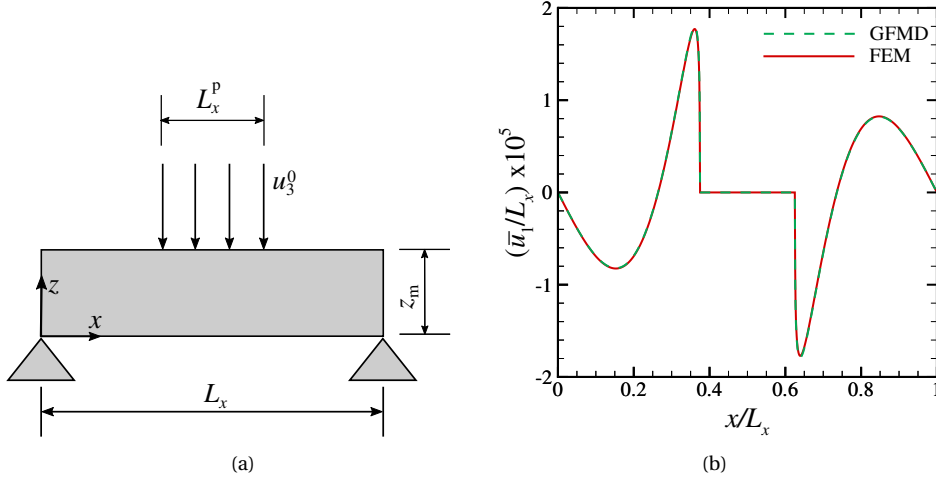 (a)
L_x^p
u_3^0
z
x
z_m
L_x
(b)
2
1
0
-1
-2
(ū_1/L_x) x10^5
GFMD
FEM
0
0.2
0.4
0.6
0.8
1
x/L_x
(a)
(b)